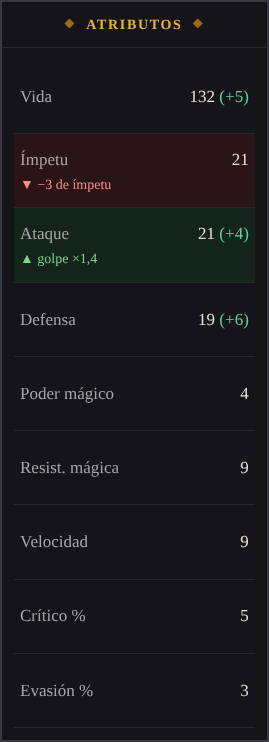 ◆ ATRIBUTOS ◆
Vida 132 (+5)
Ímpetu 21
▼ −3 de ímpetu
Ataque 21 (+4)
▲ golpe ×1,4
Defensa 19 (+6)
Poder mágico 4
Resist. mágica 9
Velocidad 9
Crítico % 5
Evasión % 3